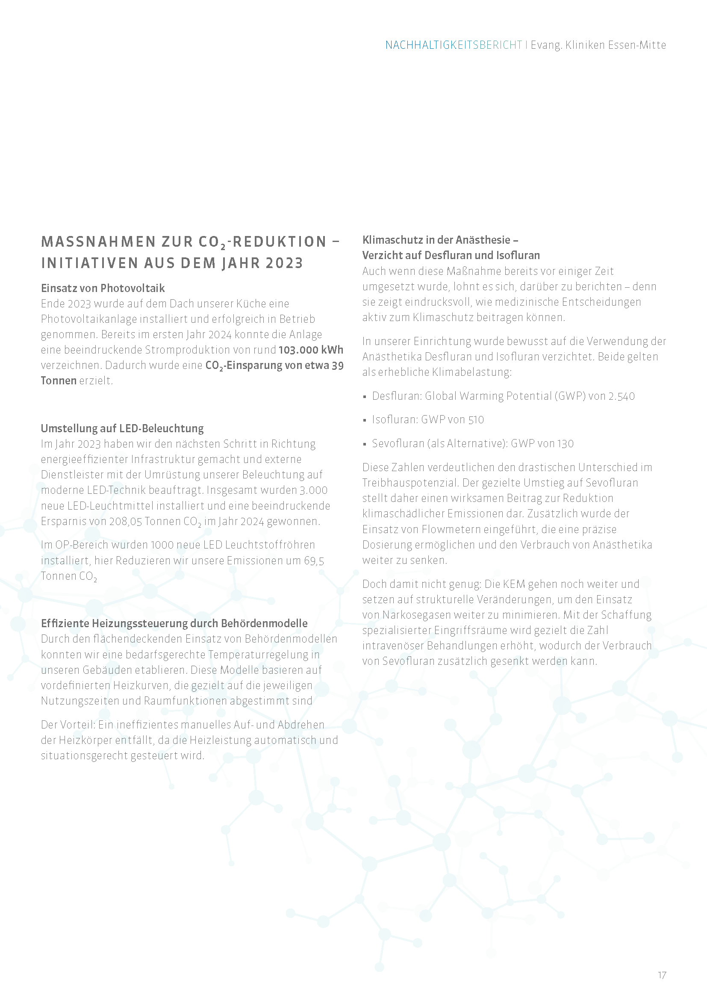 NACHHALTIGKEITSBERICHT | Evang. Kliniken Essen-Mitte
MASSNAHMEN ZUR CO₂-REDUKTION –
INITIATIVEN AUS DEM JAHR 2023
Einsatz von Photovoltaik
Ende 2023 wurde auf dem Dach unserer Küche eine
Photovoltaikanlage installiert und erfolgreich in Betrieb
genommen. Bereits im ersten Jahr 2024 konnte die Anlage
eine beeindruckende Stromproduktion von rund 103.000 kWh
verzeichnen. Dadurch wurde eine CO₂-Einsparung von etwa 39
Tonnen erzielt.
Umstellung auf LED-Beleuchtung
Im Jahr 2023 haben wir den nächsten Schritt in Richtung
energieeffizienter Infrastruktur gemacht und externe
Dienstleister mit der Umrüstung unserer Beleuchtung auf
moderne LED-Technik beauftragt. Insgesamt wurden 3.000
neue LED-Leuchtmittel installiert und eine beeindruckende
Ersparnis von 208,05 Tonnen CO₂ im Jahr 2024 gewonnen.
Im OP-Bereich wurden 1000 neue LED Leuchtstoffröhren
installiert, hier Reduzieren wir unsere Emissionen um 69,5
Tonnen CO₂
Effiziente Heizungssteuerung durch Behördenmodelle
Durch den flächendeckenden Einsatz von Behördenmodellen
konnten wir eine bedarfsgerechte Temperaturregelung in
unseren Gebäuden etablieren. Diese Modelle basieren auf
vordefinierten Heizkurven, die gezielt auf die jeweiligen
Nutzungszeiten und Raumfunktionen abgestimmt sind
Der Vorteil: Ein ineffizientes manuelles Auf- und Abdrehen
der Heizkörper entfällt, da die Heizleistung automatisch und
situationsgerecht gesteuert wird.
Klimaschutz in der Anästhesie –
Verzicht auf Desfluran und Isofluran
Auch wenn diese Maßnahme bereits vor einiger Zeit
umgesetzt wurde, lohnt es sich, darüber zu berichten – denn
sie zeigt eindrucksvoll, wie medizinische Entscheidungen
aktiv zum Klimaschutz beitragen können.
In unserer Einrichtung wurde bewusst auf die Verwendung der
Anästhetika Desfluran und Isofluran verzichtet. Beide gelten
als erhebliche Klimabelastung:
▪ Desfluran: Global Warming Potential (GWP) von 2.540
▪ Isofluran: GWP von 510
▪ Sevofluran (als Alternative): GWP von 130
Diese Zahlen verdeutlichen den drastischen Unterschied im
Treibhauspotenzial. Der gezielte Umstieg auf Sevofluran
stellt daher einen wirksamen Beitrag zur Reduktion
klimaschädlicher Emissionen dar. Zusätzlich wurde der
Einsatz von Flowmetern eingeführt, die eine präzise
Dosierung ermöglichen und den Verbrauch von Anästhetika
weiter zu senken.
Doch damit nicht genug: Die KEM gehen noch weiter und
setzen auf strukturelle Veränderungen, um den Einsatz
von Narkosegasen weiter zu minimieren. Mit der Schaffung
spezialisierter Eingriffsräume wird gezielt die Zahl
intravenöser Behandlungen erhöht, wodurch der Verbrauch
von Sevofluran zusätzlich gesenkt werden kann.
17